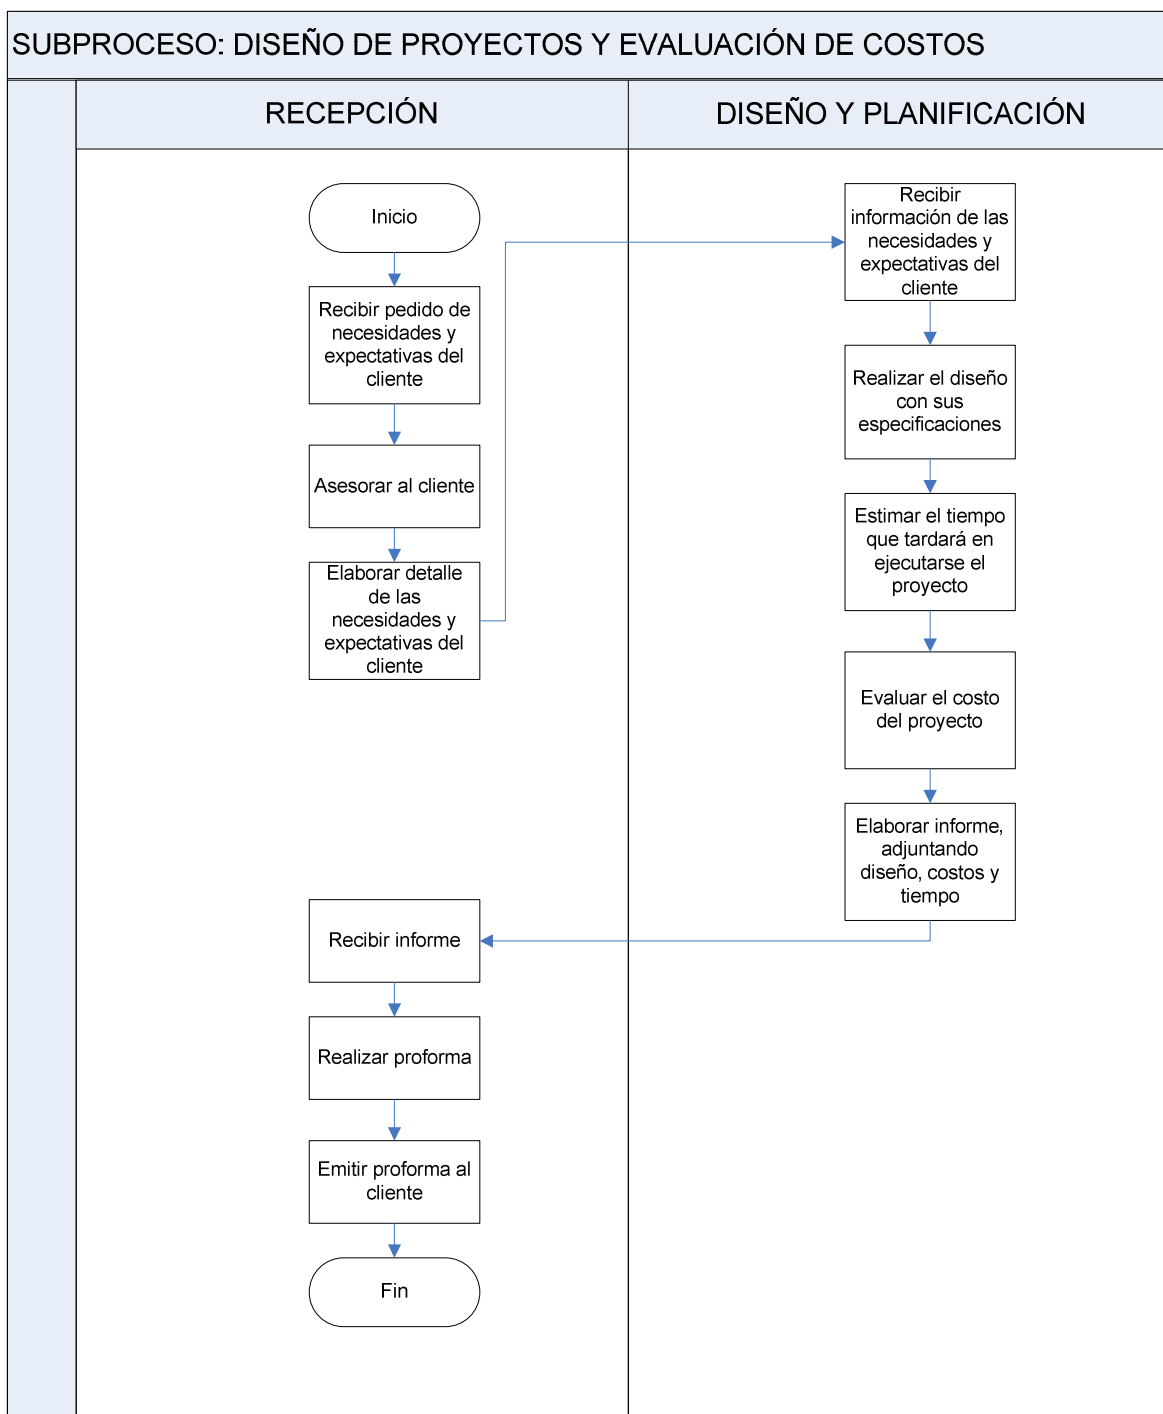 SUBPROCESO: DISEÑO DE PROYECTOS Y EVALUACIÓN DE COSTOS
RECEPCIÓN
DISEÑO Y PLANIFICACIÓN
Inicio
Recibir pedido de
necesidades y
expectativas del
cliente
Asesorar al cliente
Elaborar detalle
de las
necesidades y
expectativas del
cliente
Recibir
información de las
necesidades y
expectativas del
cliente
Realizar el diseño
con sus
especificaciones
Estimar el tiempo
que tardará en
ejecutarse el
proyecto
Evaluar el costo
del proyecto
Elaborar informe,
adjuntando
diseño, costos y
tiempo
Recibir informe
Realizar proforma
Emitir proforma al
cliente
Fin